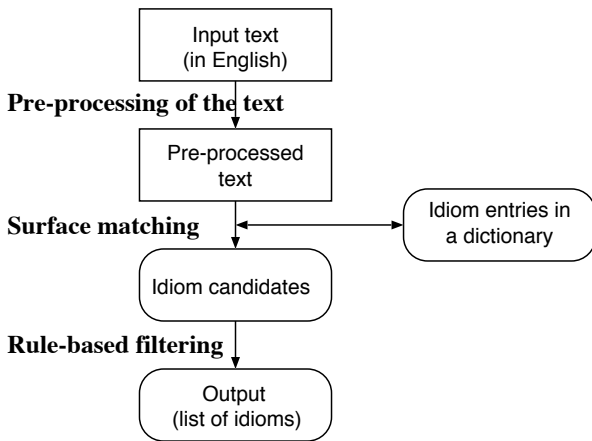 Input text
(in English)
Pre-processing of the text
Pre-processed
text
Surface matching
Idiom entries in
a dictionary
Idiom candidates
Rule-based filtering
Output
(list of idioms)